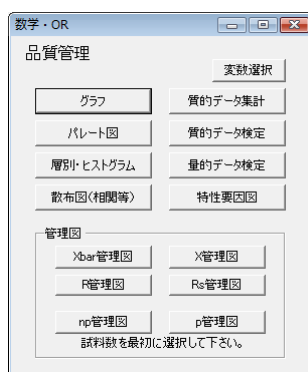 数学・OR
品質管理
変数選択
グラフ 質的データ集計
パレート図 質的データ検定
層別・ヒストグラム 量的データ検定
散布図(相関等) 特性要因図
管理図
Xbar管理図 X管理図
R管理図 Rs管理図
np管理図 p管理図
試料数を最初に選択して下さい。